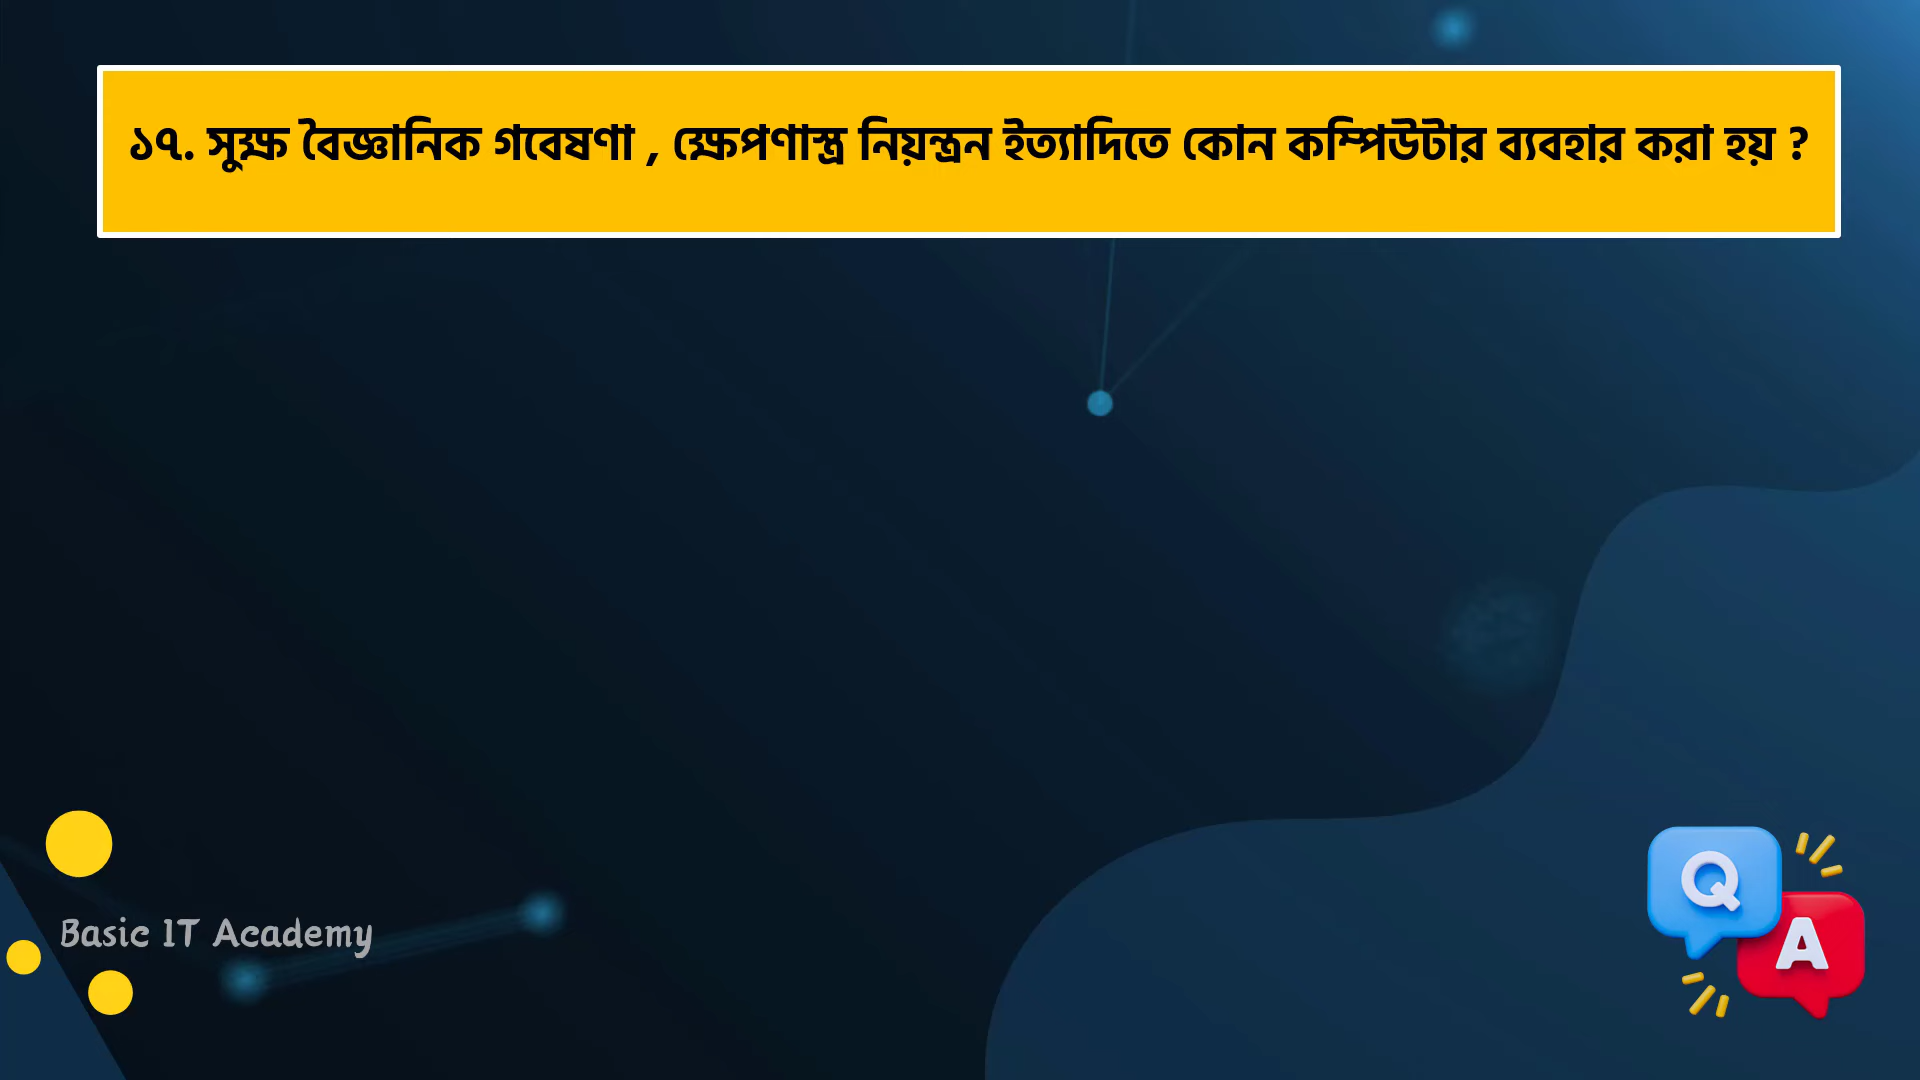 ১৭. সুক্ষ বৈজ্ঞানিক গবেষণা , ক্ষেপণাস্ত্র নিয়ন্ত্রন ইত্যাদিতে কোন কম্পিউটার ব্যবহার করা হয় ?
Q
A
Basic IT Academy